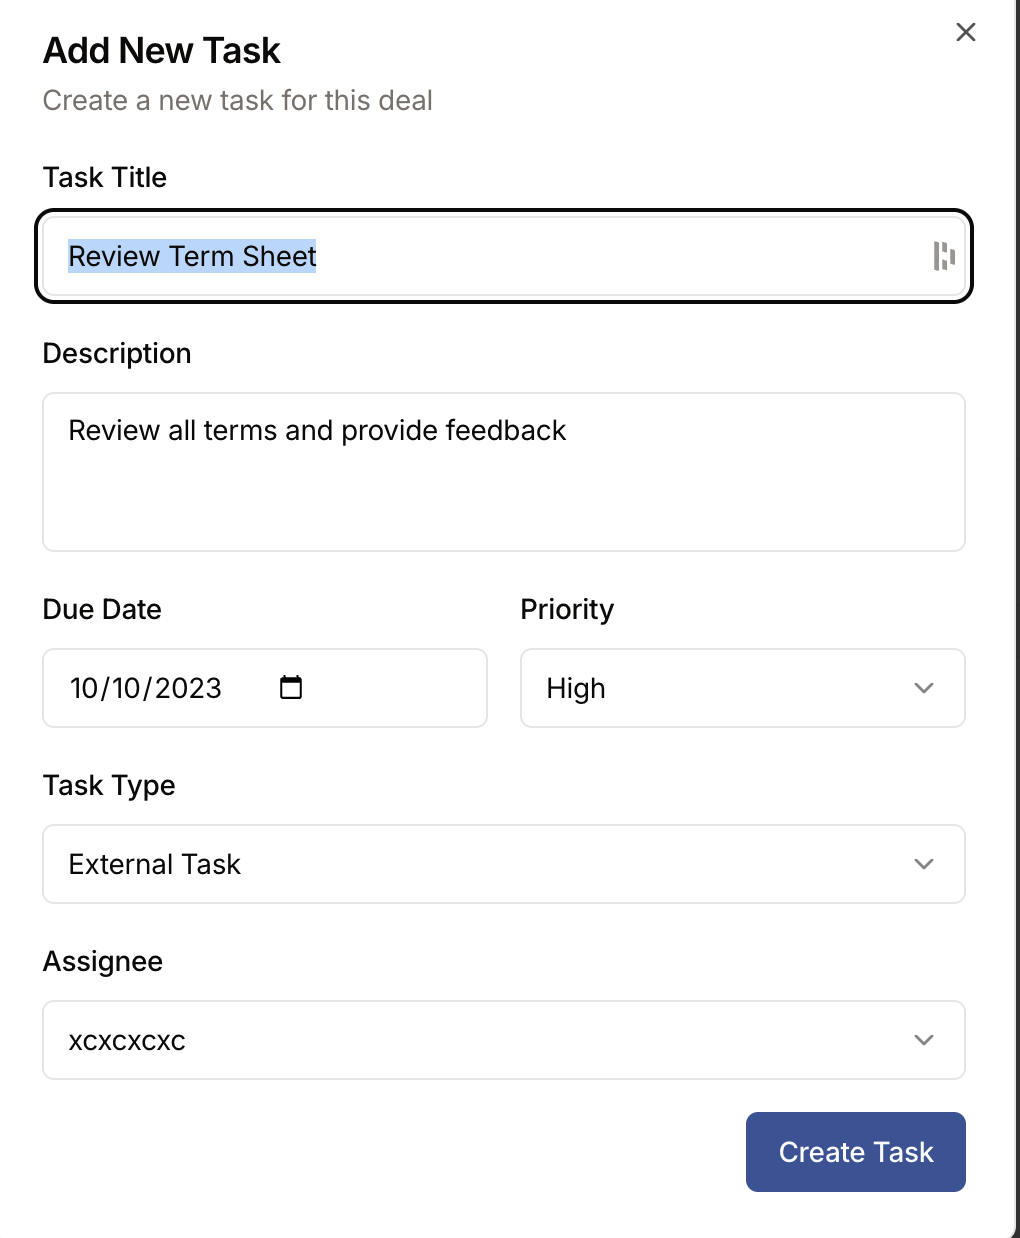 Add New Task
Create a new task for this deal
Task Title
Review Term Sheet
Description
Review all terms and provide feedback
Due Date
Priority
10/10/2023
High
Task Type
External Task
Assignee
xcxcxcxc
Create Task